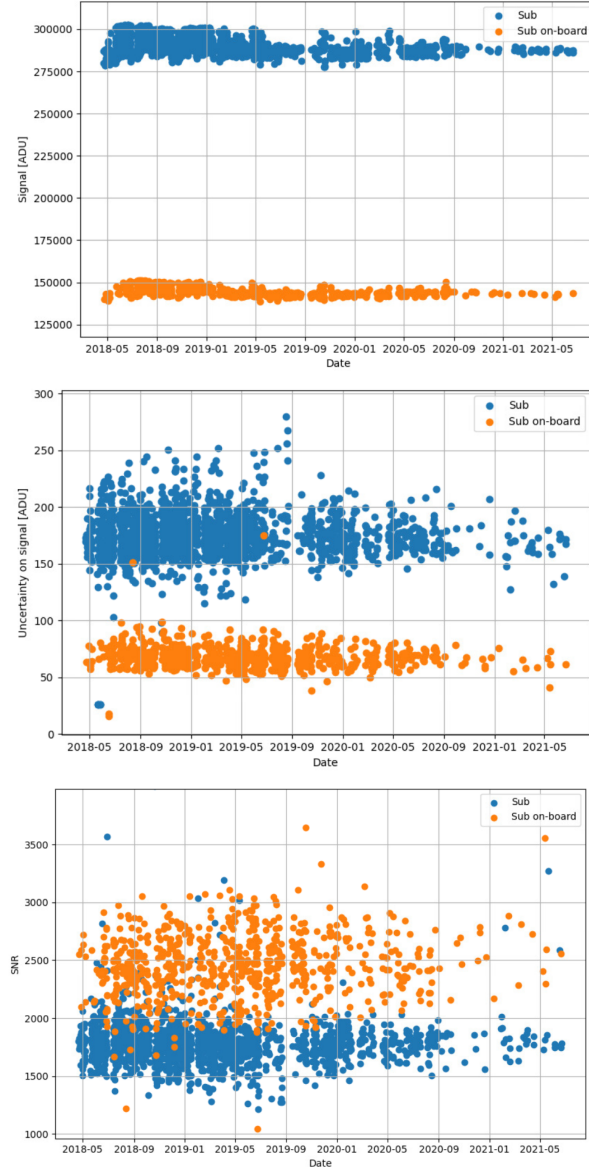 300000
275000
250000
225000
200000
175000
150000
125000
Signal [ADU]
Sub
Sub on-board
2018-05 2018-09 2019-01 2019-05 2019-09 2020-01 2020-05 2020-09 2021-01 2021-05
Date
300
250
200
150
100
50
0
Uncertainty on signal [ADU]
Sub
Sub on-board
2018-05 2018-09 2019-01 2019-05 2019-09 2020-01 2020-05 2020-09 2021-01 2021-05
Date
3500
3000
2500
2000
1500
1000
SNR
Sub
Sub on-board
2018-05 2018-09 2019-01 2019-05 2019-09 2020-01 2020-05 2020-09 2021-01 2021-05
Date